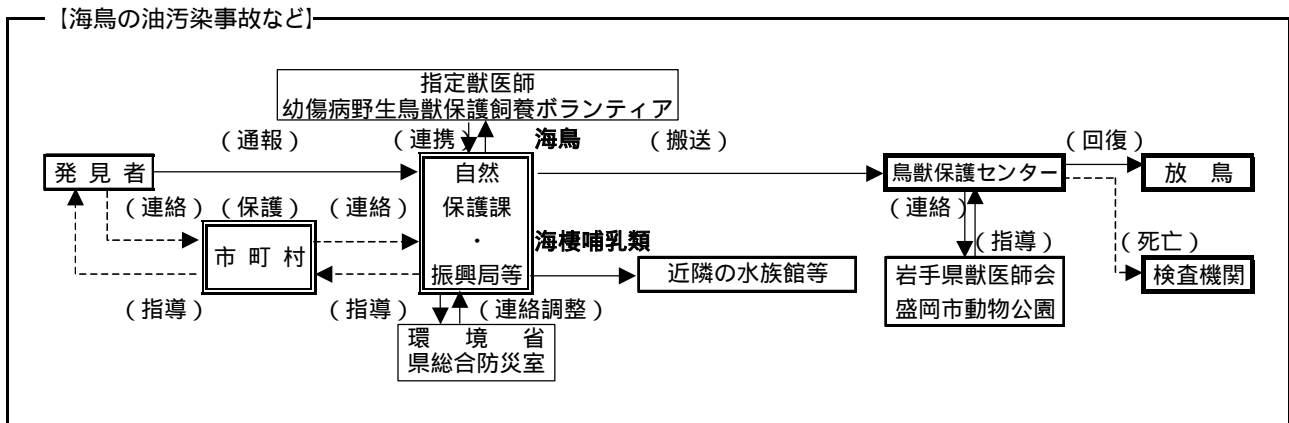 【海鳥の油汚染事故など】
指定獣医師
幼傷病野生鳥獣保護飼養ボランティア
（通報）
（連携）
海鳥
（搬送）
（回復）
発見者
自然
保護課
・
振興局等
鳥獣保護センター
放鳥
（連絡）
（保護）
（連絡）
（連絡）
市町村
海棲哺乳類
（指導）
（死亡）
近隣の水族館等
岩手県獣医師会
盛岡市動物公園
検査機関
（指導）
（指導）
（連絡調整）
環境省
県総合防災室